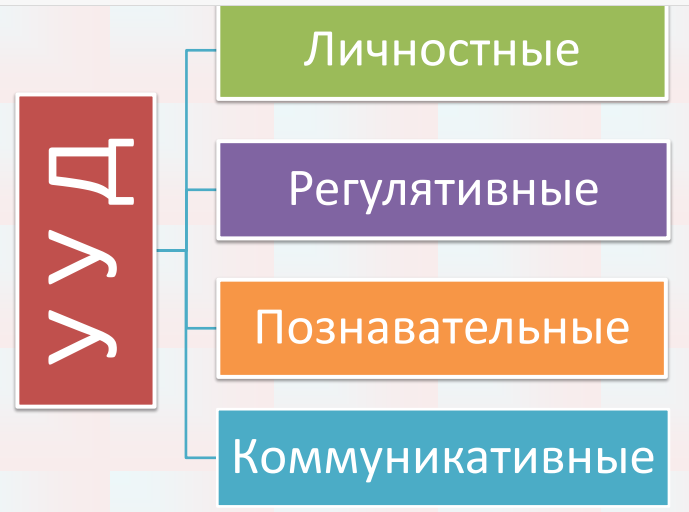 У У Д
Личностные
Регулятивные
Познавательные
Коммуникативные